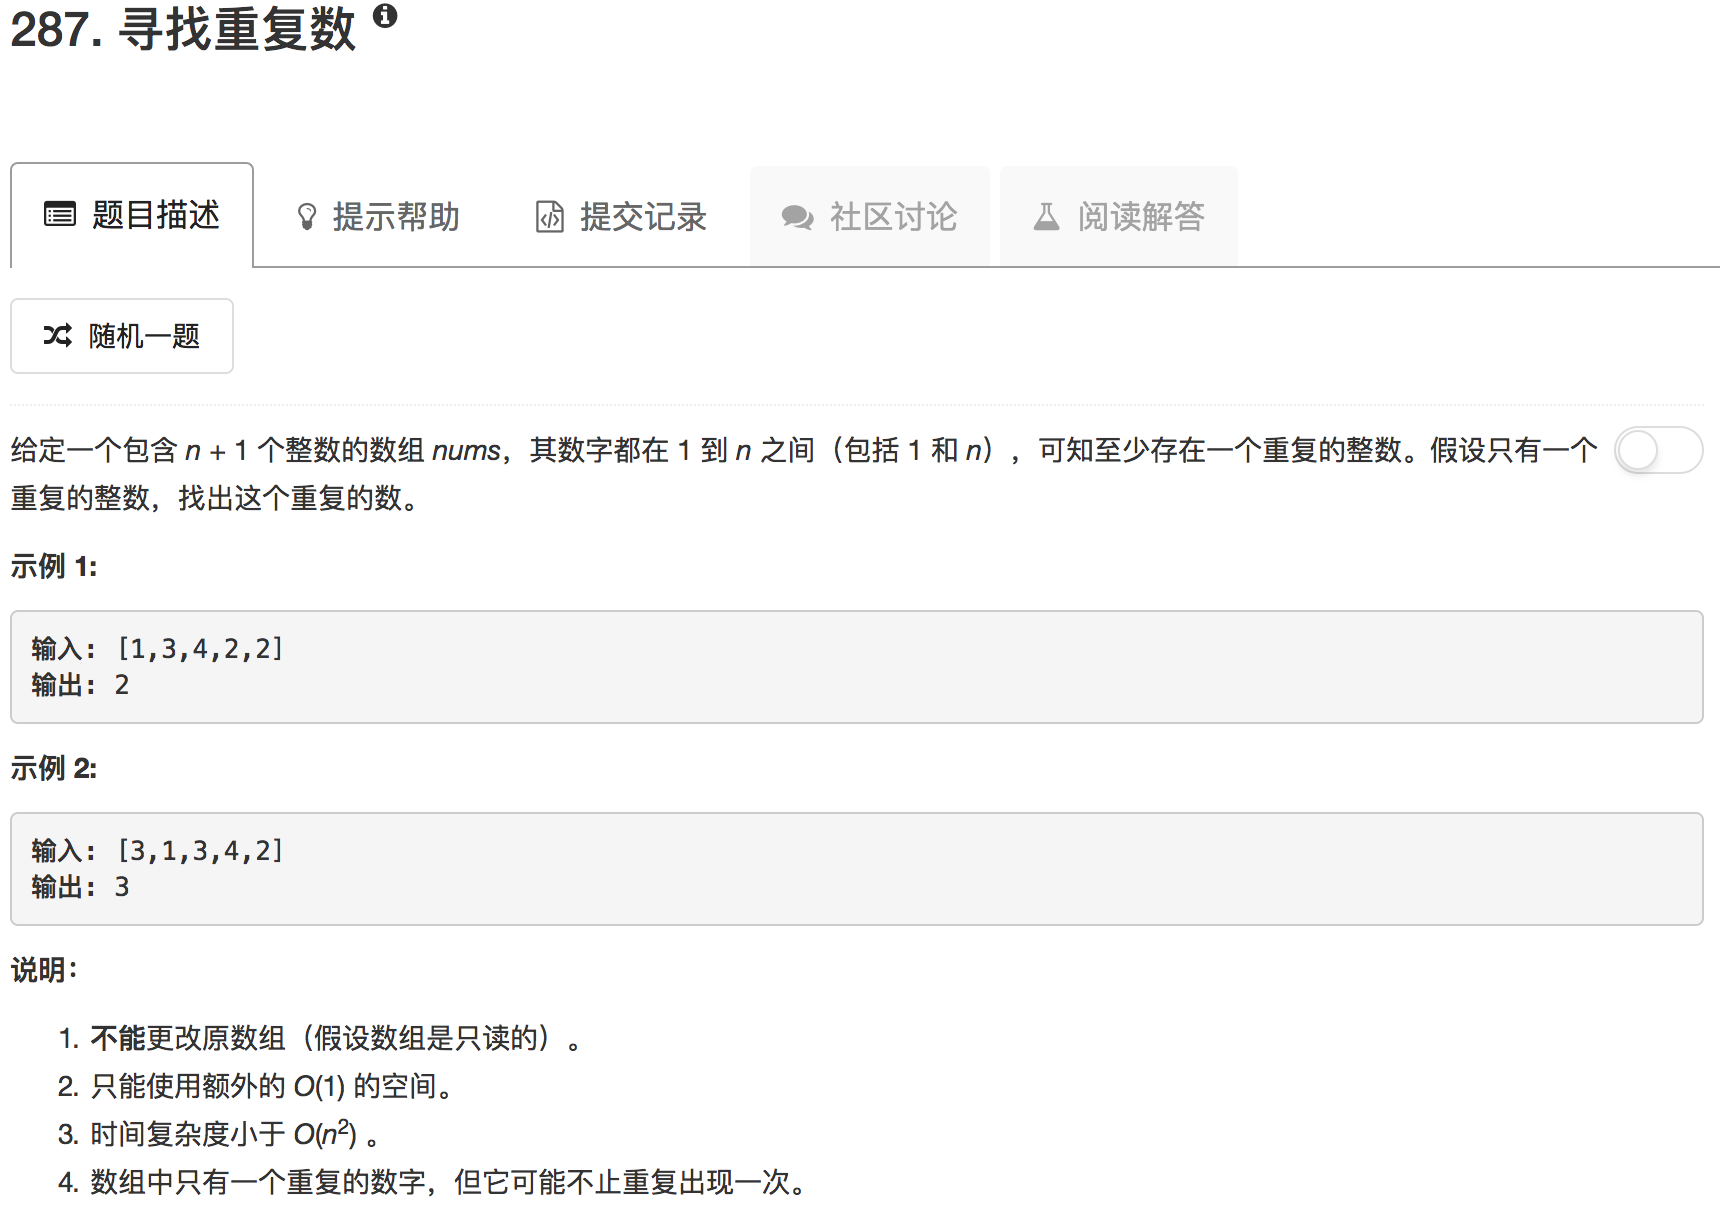 287. 寻找重复数
题目描述
提示帮助
提交记录
社区讨论
阅读解答
随机一题
给定一个包含 n + 1 个整数的数组 nums，其数字都在 1 到 n 之间（包括 1 和 n），可知至少存在一个重复的整数。假设只有一个
重复的整数，找出这个重复的数。
示例 1:
输入: [1,3,4,2,2]
输出: 2
示例 2:
输入: [3,1,3,4,2]
输出: 3
说明：
1. 不能更改原数组（假设数组是只读的）。
2. 只能使用额外的 O(1) 的空间。
3. 时间复杂度小于 O(n²) 。
4. 数组中只有一个重复的数字，但它可能不止重复出现一次。